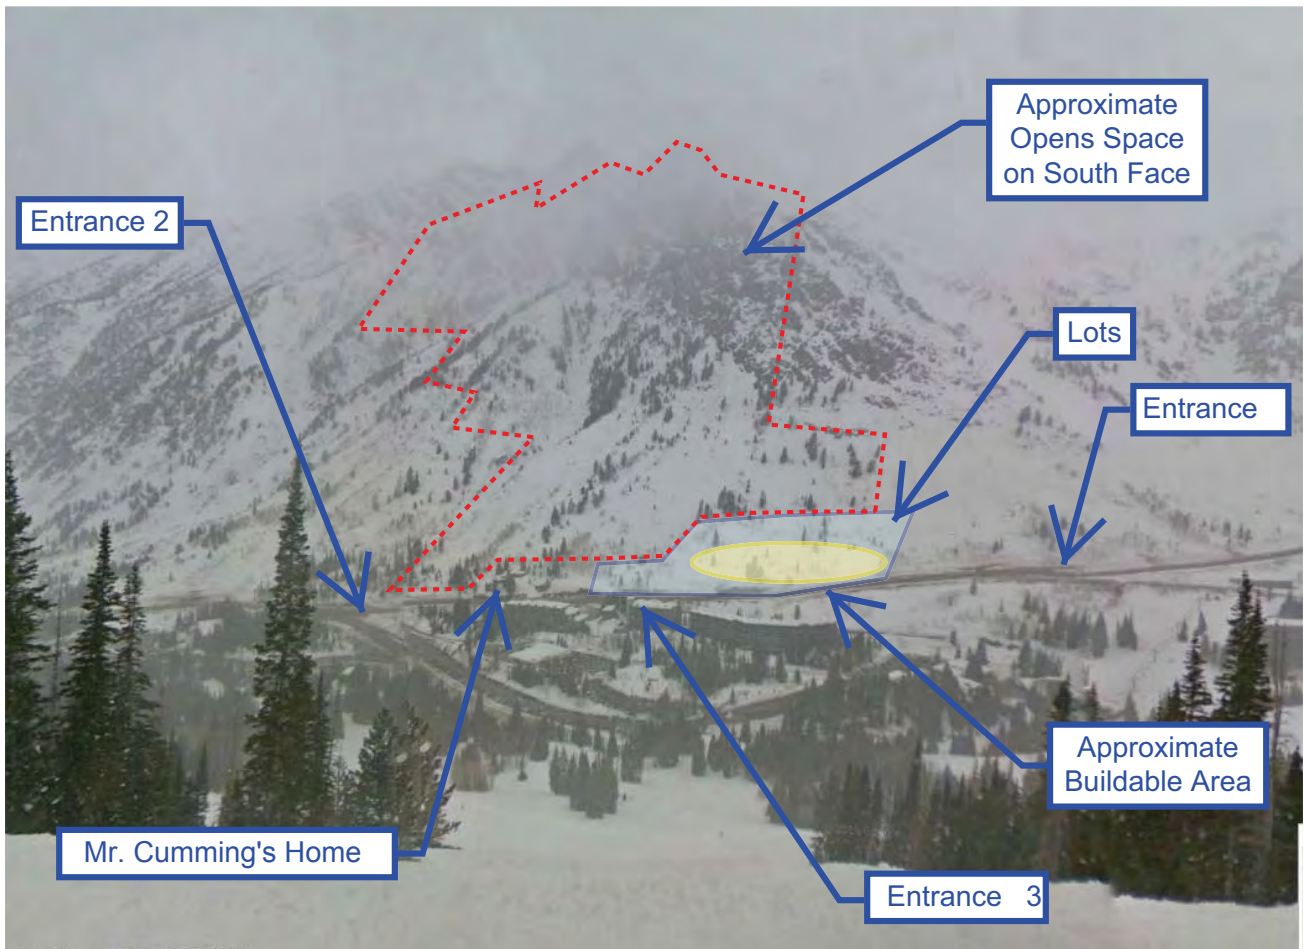 Approximate
Opens Space
on South Face
Entrance 2
Lots
Entrance
Approximate
Buildable Area
Mr. Cumming's Home
Entrance 3